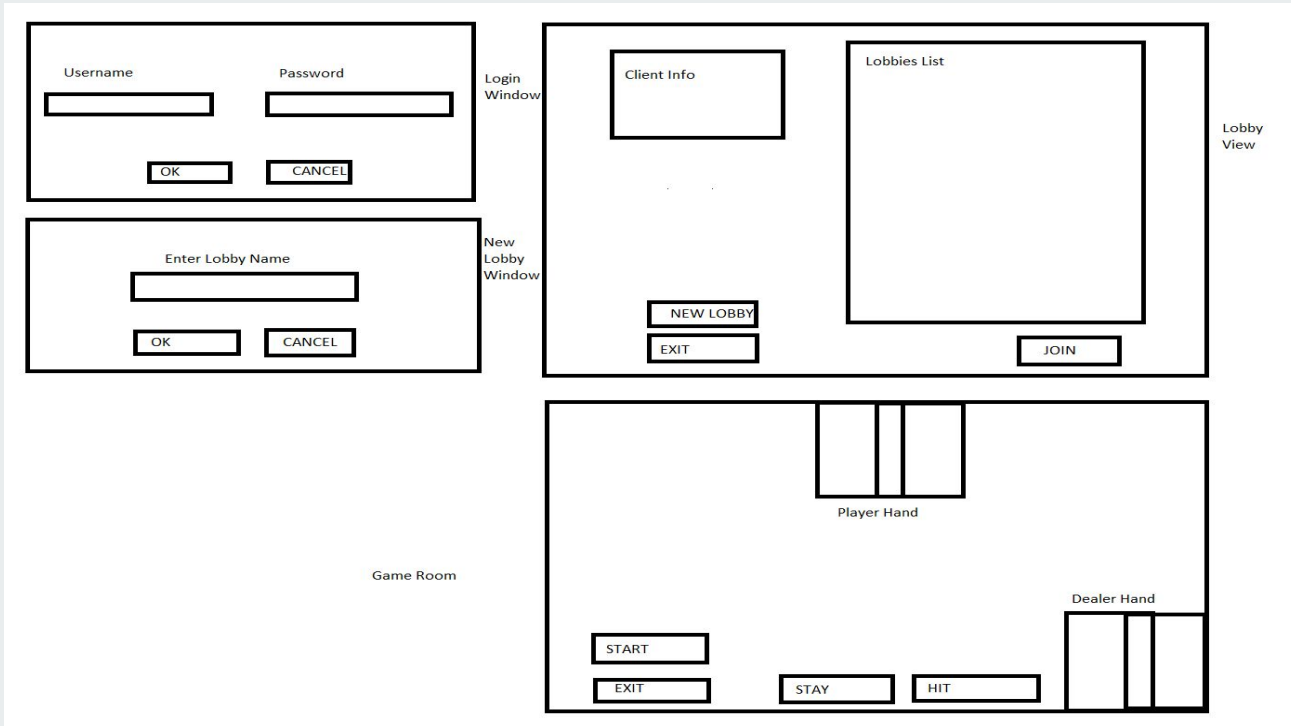 Username
Password
OK
CANCEL
Login
Window
Enter Lobby Name
OK
CANCEL
New
Lobby
Window
Client Info
Lobbies List
NEW LOBBY
EXIT
JOIN
Lobby
View
Game Room
Player Hand
Dealer Hand
START
EXIT
STAY
HIT